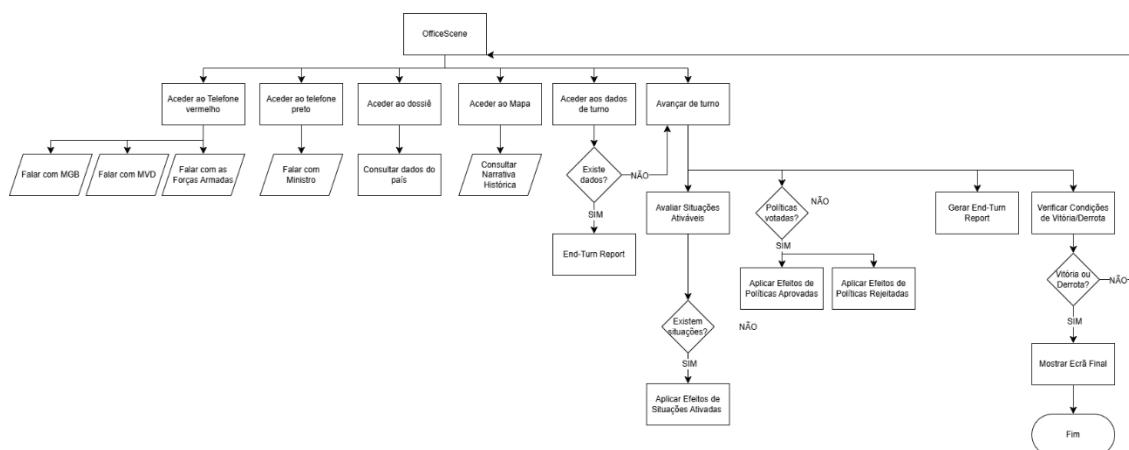 OfficeScene
Aceder ao Telefone
vermelho
Aceder ao telefone
preto
Aceder ao dossiê
Aceder ao Mapa
Aceder aos dados
de turno
Avançar de turno
Falar com MGB
Falar com MVD
Falar com as
Forças Armadas
Falar com
Ministro
Consultar dados do
país
Consultar
Narrativa
Histórica
Existe
dados?
NÃO
SIM
End-Turn Report
Avaliar Situações
Ativáveis
Políticas
votadas?
NÃO
SIM
Gerar End-Turn
Report
Verificar Condições
de Vitória/Derrota
Aplicar Efeitos de
Políticas Aprovadas
Aplicar Efeitos de
Políticas Rejeitadas
Vitória ou
Derrota?
NÃO
SIM
Existem
situações?
NÃO
SIM
Mostrar Ecrã Final
Aplicar Efeitos de
Situações Ativadas
Fim